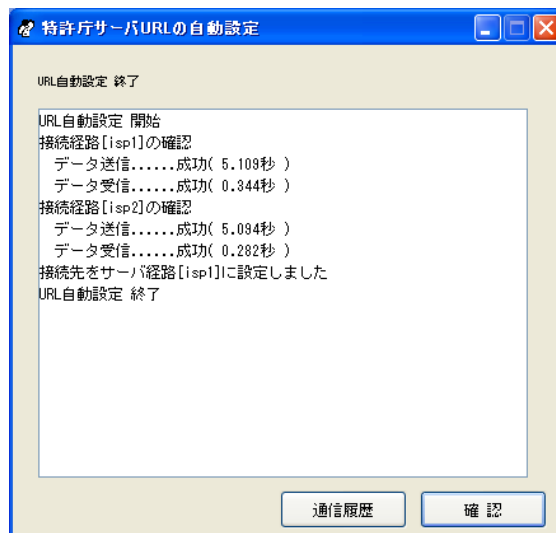 特許庁サーバURLの自動設定
URL自動設定 終了
URL自動設定 開始
接続経路[isp1]の確認
データ送信......成功( 5.109秒 )
データ受信......成功( 0.344秒 )
接続経路[isp2]の確認
データ送信......成功( 5.094秒 )
データ受信......成功( 0.282秒 )
接続先をサーバ経路[isp1]に設定しました
URL自動設定 終了
通信履歴
確 認